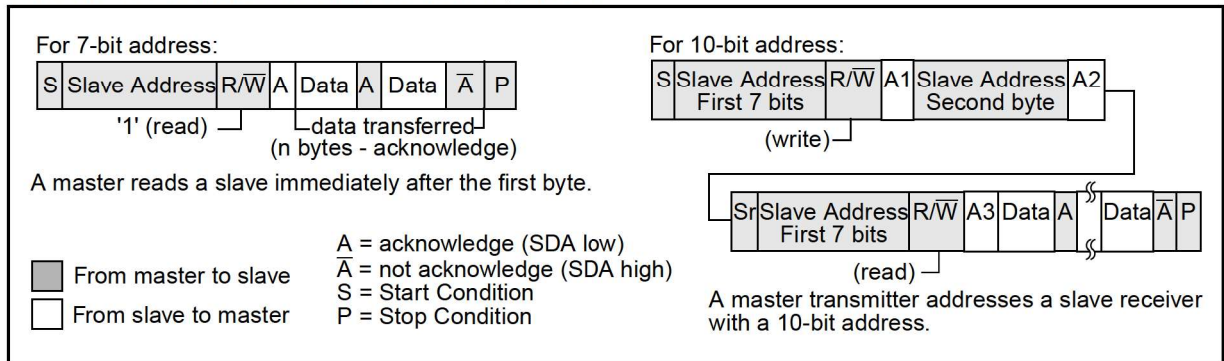 For 7-bit address:
S Slave Address R/W̅ A Data A Data A̅ P
'1' (read)
data transferred
(n bytes - acknowledge)
A master reads a slave immediately after the first byte.
From master to slave
From slave to master
A = acknowledge (SDA low)
A̅ = not acknowledge (SDA high)
S = Start Condition
P = Stop Condition
For 10-bit address:
S Slave Address First 7 bits R/W̅ A1 Slave Address Second byte A2
(write)
Sr Slave Address First 7 bits R/W̅ A3 Data A Data A̅ P
(read)
A master transmitter addresses a slave receiver
with a 10-bit address.